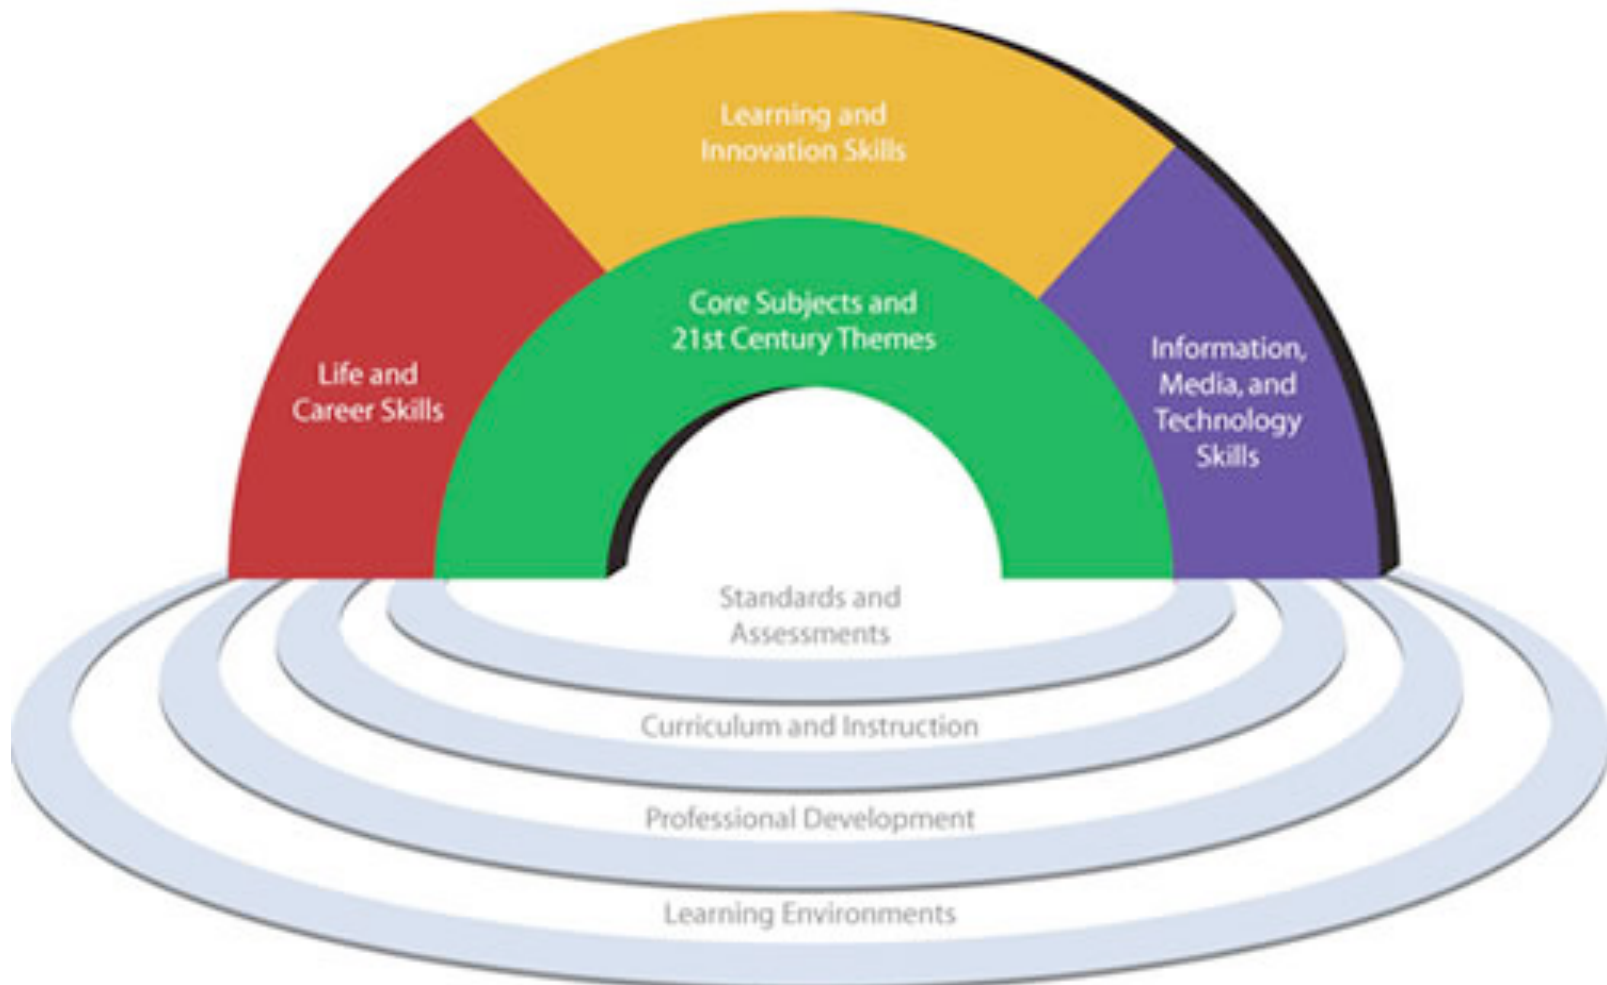 Learning and
Innovation Skills
Core Subjects and
21st Century Themes
Life and
Career Skills
Information,
Media, and
Technology
Skills
Standards and
Assessments
Curriculum and Instruction
Professional Development
Learning Environments